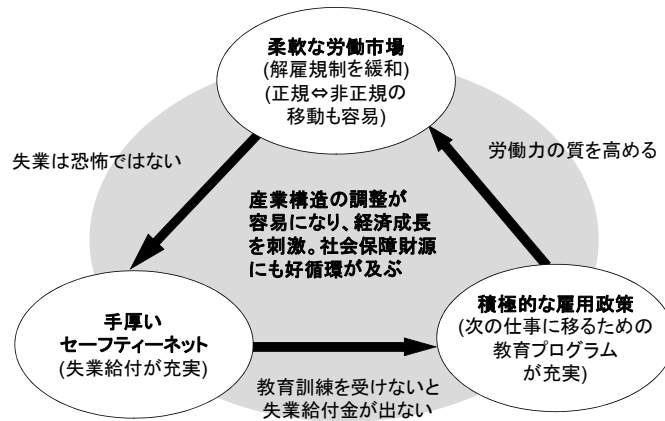 柔軟な労働市場
(解雇規制を緩和)
(正規⇔非正規の
移動も容易)
失業は恐怖ではない
労働力の質を高める
産業構造の調整が
容易になり、経済成長
を刺激。社会保障財源
にも好循環が及ぶ
手厚い
セーフティーネット
(失業給付が充実)
積極的な雇用政策
(次の仕事に移るための
教育プログラム
が充実)
教育訓練を受けないと
失業給付金が出ない